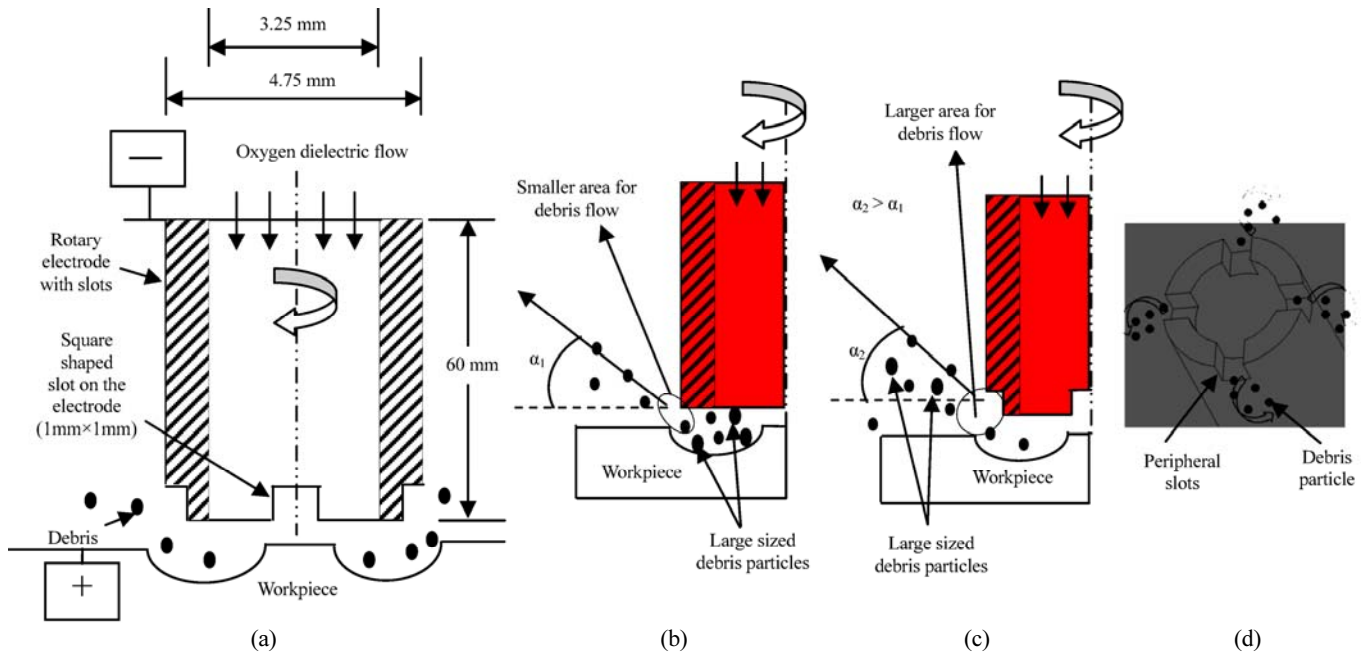 3.25 mm
4.75 mm
Oxygen dielectric flow
Rotary
electrode
with slots
Square
shaped
slot on the
electrode
(1mm×1mm)
60 mm
Debris
Workpiece
(a)
Smaller area for
debris flow
α₁
Workpiece
Large sized
debris particles
(b)
Larger area for
debris flow
α₂ > α₁
α₂
Workpiece
Large sized
debris particles
(c)
Peripheral
slots
Debris
particle
(d)